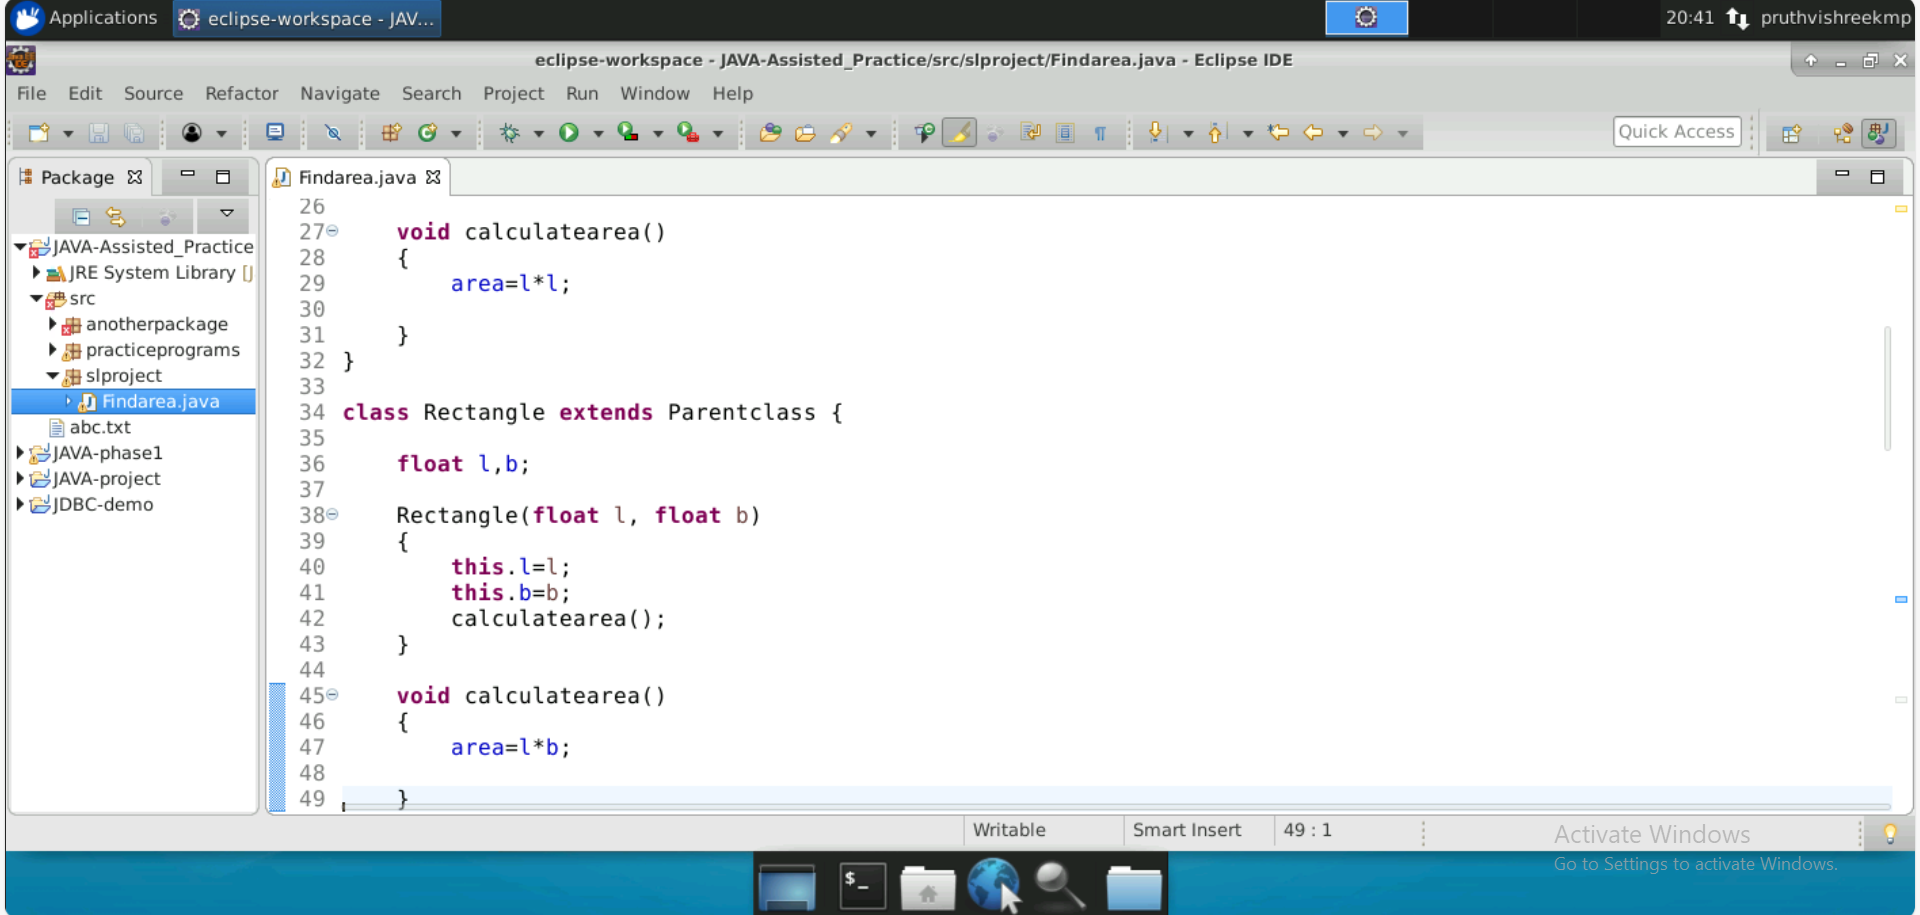 Applications eclipse-workspace - JAV... 20:41 pruthvishreekmp
eclipse-workspace - JAVA-Assisted_Practice/src/slproject/Findarea.java - Eclipse IDE
File Edit Source Refactor Navigate Search Project Run Window Help
Quick Access
Package
JAVA-Assisted_Practice
JRE System Library [J
src
anotherpackage
practiceprograms
slproject
Findarea.java
abc.txt
JAVA-phase1
JAVA-project
JDBC-demo
Findarea.java
26
27 void calculatearea()
28 {
29 area=l*l;
30
31 }
32 }
33
34 class Rectangle extends Parentclass {
35
36 float l,b;
37
38 Rectangle(float l, float b)
39 {
40 this.l=l;
41 this.b=b;
42 calculatearea();
43 }
44
45 void calculatearea()
46 {
47 area=l*b;
48
49 }
Writable Smart Insert 49 : 1
Activate Windows
Go to Settings to activate Windows.
$_